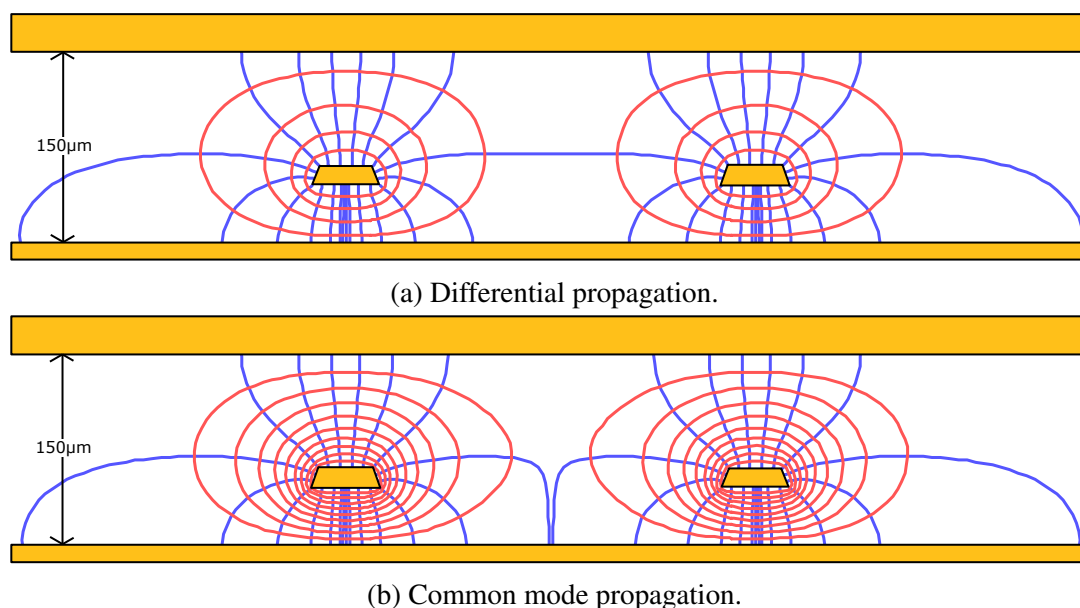 150μm
(a) Differential propagation.
150μm
(b) Common mode propagation.